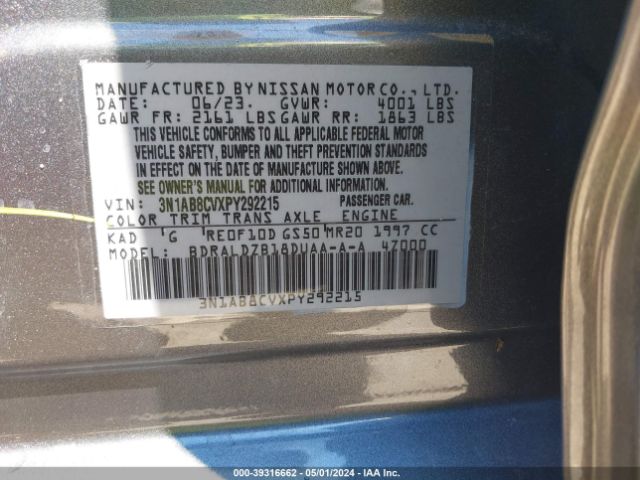 MANUFACTURED BY NISSAN MOTOR CO., LTD.
DATE: 06/23. GVWR: 4001 LBS
GAWR FR: 2161 LBS GAWR RR: 1863 LBS
THIS VEHICLE CONFORMS TO ALL APPLICABLE FEDERAL MOTOR
VEHICLE SAFETY, BUMPER AND THEFT PREVENTION STANDARDS
IN EFFECT ON THE DATE OF MANUFACTURE SHOWN ABOVE.
SEE OWNER'S MANUAL FOR ADDITIONAL INFORMATION.
VIN: 3N1AB8CVXPY292215 PASSENGER CAR.
COLOR TRIM TRANS AXLE ENGINE
KAD 'G RE0F10D GS50 MR20 1997 CC
BDRALDZB18DUAA-A-A 47000
3N1AB8CVXPY292215
000-39316662 - 05/01/2024 - IAAI.COM